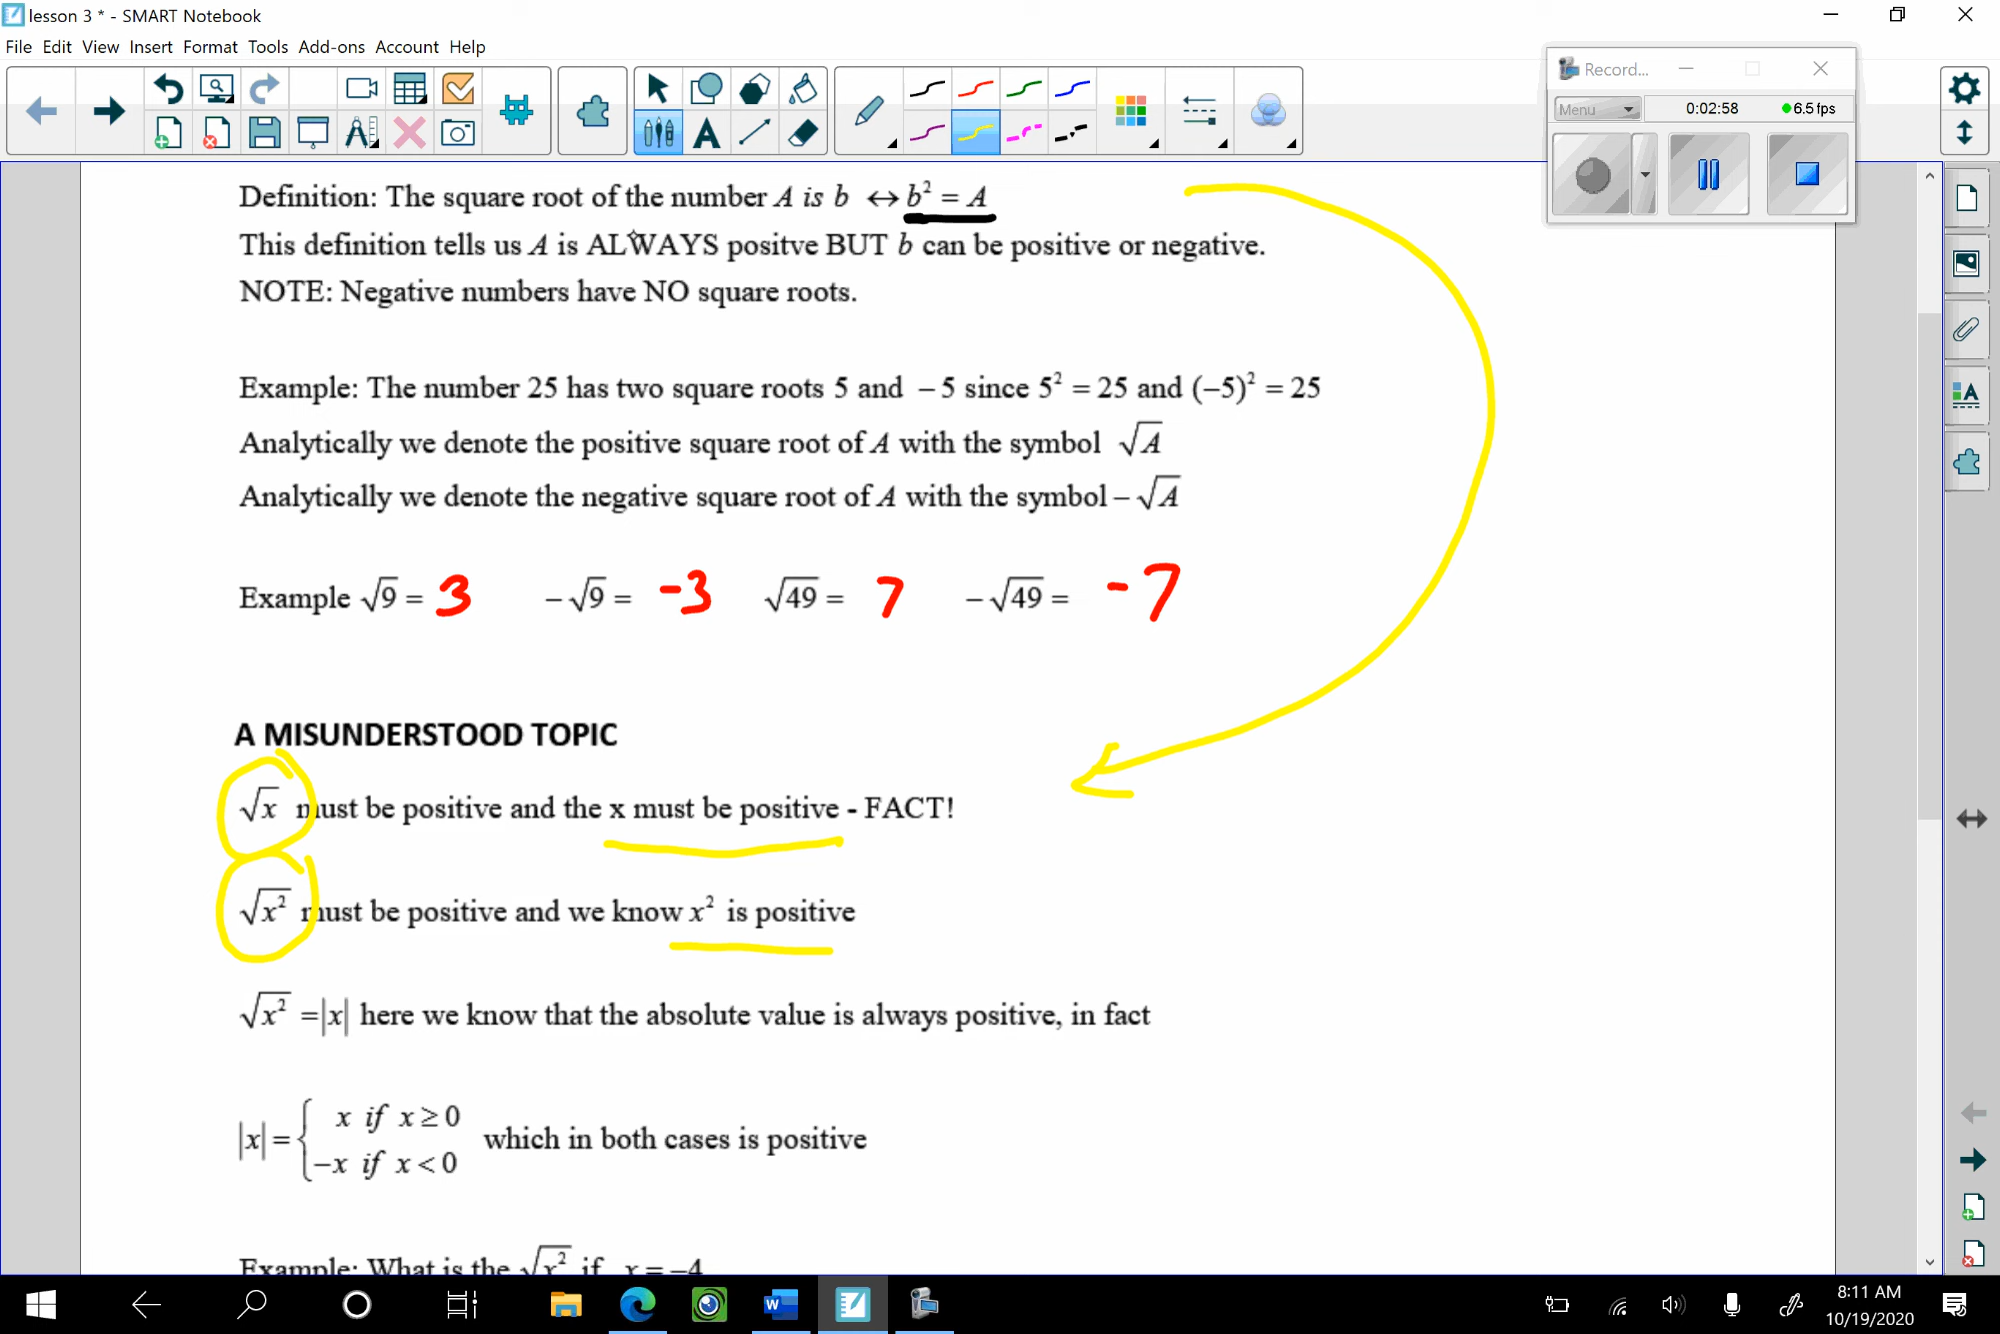 lesson 3 * - SMART Notebook
File Edit View Insert Format Tools Add-ons Account Help
Record...
Menu 0:02:58 6.5 fps
Definition: The square root of the number A is b ↔ b² = A
This definition tells us A is ALWAYS positve BUT b can be positive or negative.
NOTE: Negative numbers have NO square roots.
Example: The number 25 has two square roots 5 and – 5 since 5² = 25 and (–5)² = 25
Analytically we denote the positive square root of A with the symbol √A
Analytically we denote the negative square root of A with the symbol – √A
Example √9 = 3 – √9 = -3 √49 = 7 – √49 = -7
A MISUNDERSTOOD TOPIC
√x must be positive and the x must be positive - FACT!
√x² must be positive and we know x² is positive
√x² = |x| here we know that the absolute value is always positive, in fact
|x| = { x if x ≥ 0
–x if x < 0 which in both cases is positive
Example: What is the √x² if x = –4
8:11 AM
10/19/2020